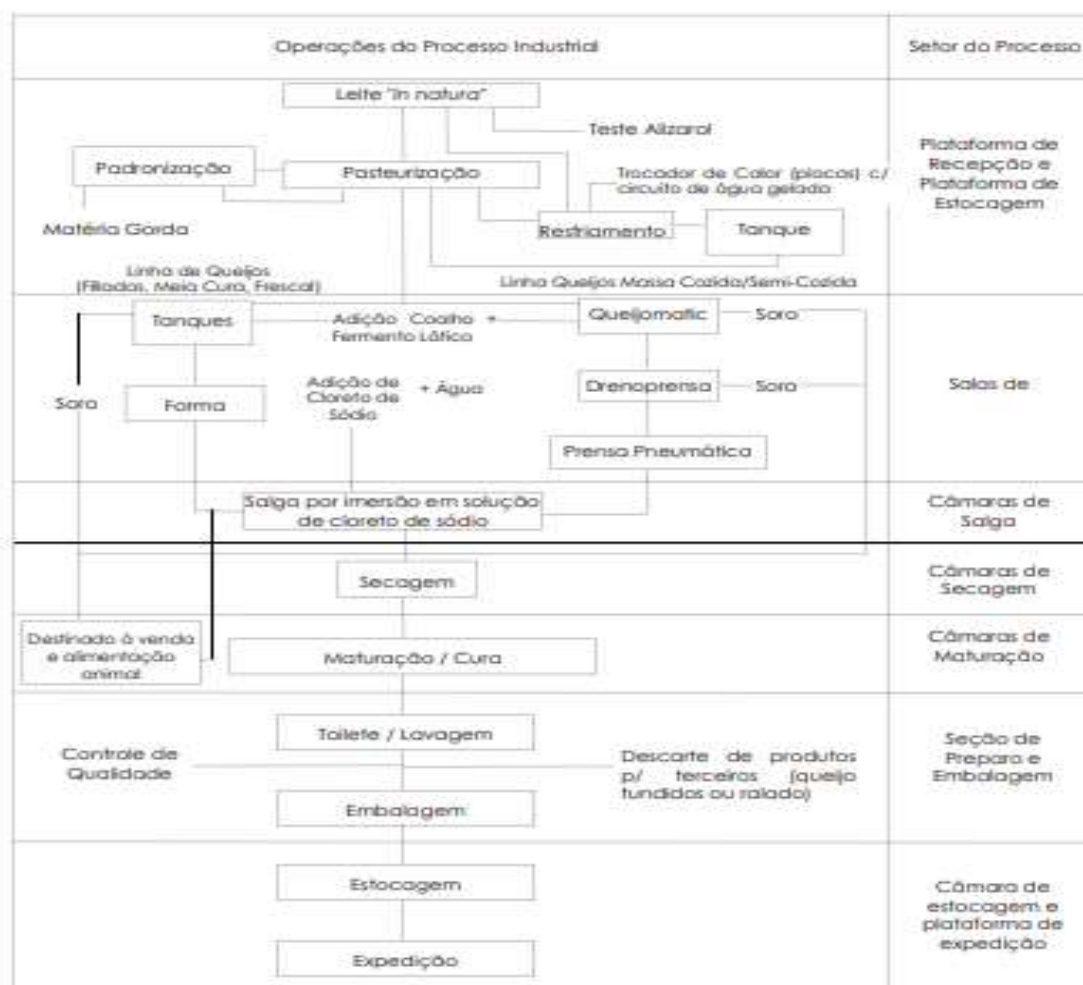 Operações do Processo Industrial
Setor do Processo
Leite "In natura"
Teste Alizarol
Padronização
Pasteurização
Trocador de Calor (placas) c/
circuito de água gelada
Plataforma de
Recepção e
Plataforma de
Estocagem
Matéria Gorda
Resfriamento
Tanque
Linha de Queijos
(Filados, Meia Cura, Frescal)
Linha Queijos Massa Cozida/Semi-Cozida
Tanques
Adição Coalho +
Fermento Lático
Queijomatic
Soro
Soro
Forma
Adição de
Cloreto de
Sódio
+ Água
Drenoprensa
Soro
Salas de
Prensa Pneumática
Salga por imersão em solução
de cloreto de sódio
Câmaras de
Salga
Secagem
Câmaras de
Secagem
Destinado à venda
e alimentação
animal
Maturação / Cura
Câmaras de
Maturação
Toilete / Lavagem
Controle de
Qualidade
Descarte de produtos
p/ terceiros (queijo
fundidos ou ralado)
Embalagem
Seção de
Preparo e
Embalagem
Estocagem
Expedição
Câmara de
estocagem e
plataforma de
expedição